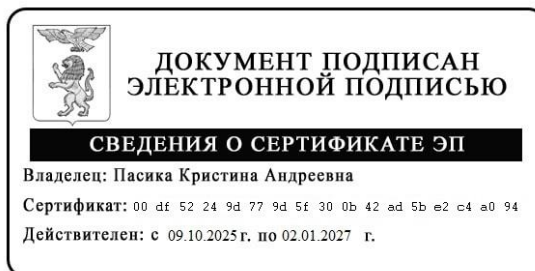 ДОКУМЕНТ ПОДПИСАН
ЭЛЕКТРОННОЙ ПОДПИСЬЮ
СВЕДЕНИЯ О СЕРТИФИКАТЕ ЭП
Владелец: Пасика Кристина Андреевна
Сертификат: 00 df 52 24 9d 77 9d 5f 30 0b 42 ad 5b e2 c4 a0 94
Действителен: с 09.10.2025 г. по 02.01.2027 г.